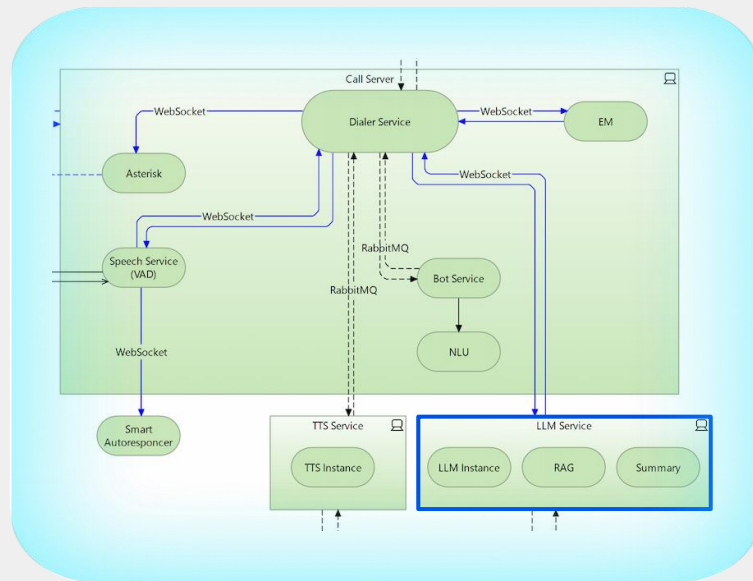 Call Server
WebSocket
Dialer Service
WebSocket
EM
Asterisk
WebSocket
WebSocket
RabbitMQ
Speech Service
(VAD)
Bot Service
RabbitMQ
WebSocket
NLU
Smart
Autoresponcer
TTS Service
LLM Service
TTS Instance
LLM Instance
RAG
Summary